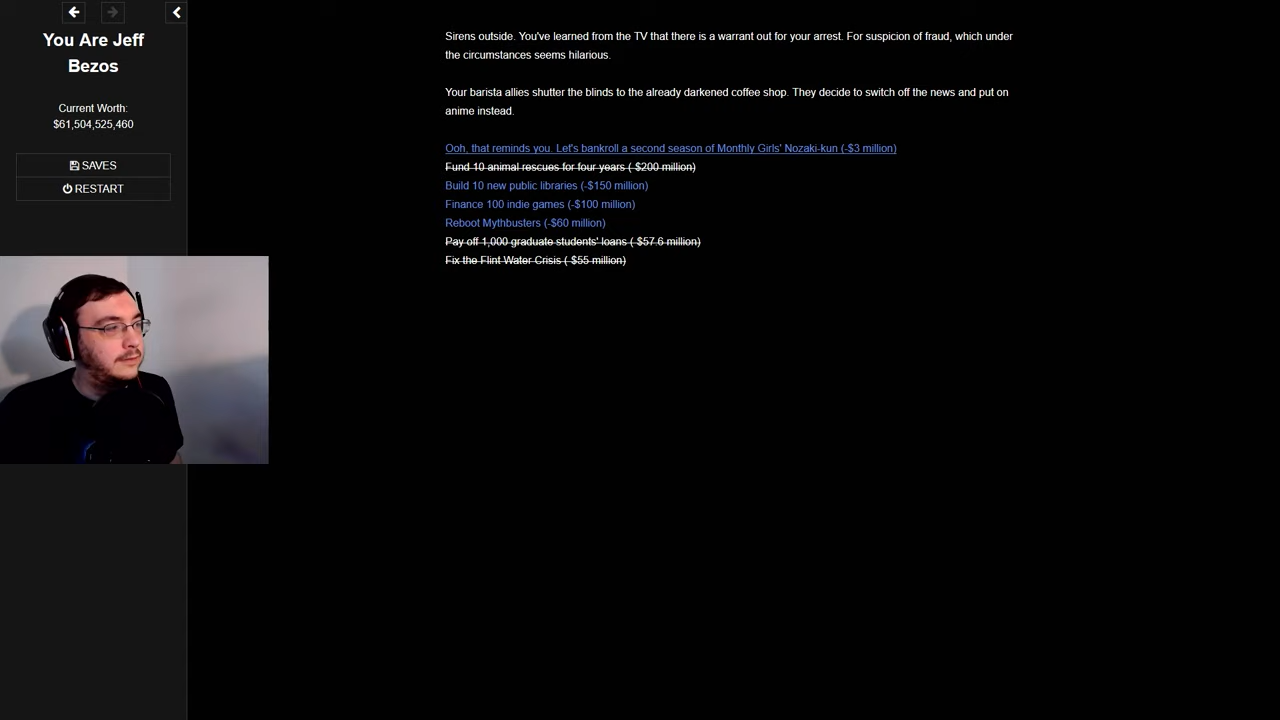 You Are Jeff
Bezos
Current Worth:
$61,504,525,460
SAVES
RESTART
Sirens outside. You've learned from the TV that there is a warrant out for your arrest. For suspicion of fraud, which under
the circumstances seems hilarious.
Your barista allies shutter the blinds to the already darkened coffee shop. They decide to switch off the news and put on
anime instead.
Ooh, that reminds you. Let's bankroll a second season of Monthly Girls' Nozaki-kun (-$3 million)
Fund 10 animal rescues for four years (-$200 million)
Build 10 new public libraries (-$150 million)
Finance 100 indie games (-$100 million)
Reboot Mythbusters (-$60 million)
Pay off 1,000 graduate students' loans (-$57.6 million)
Fix the Flint Water Crisis (-$55 million)